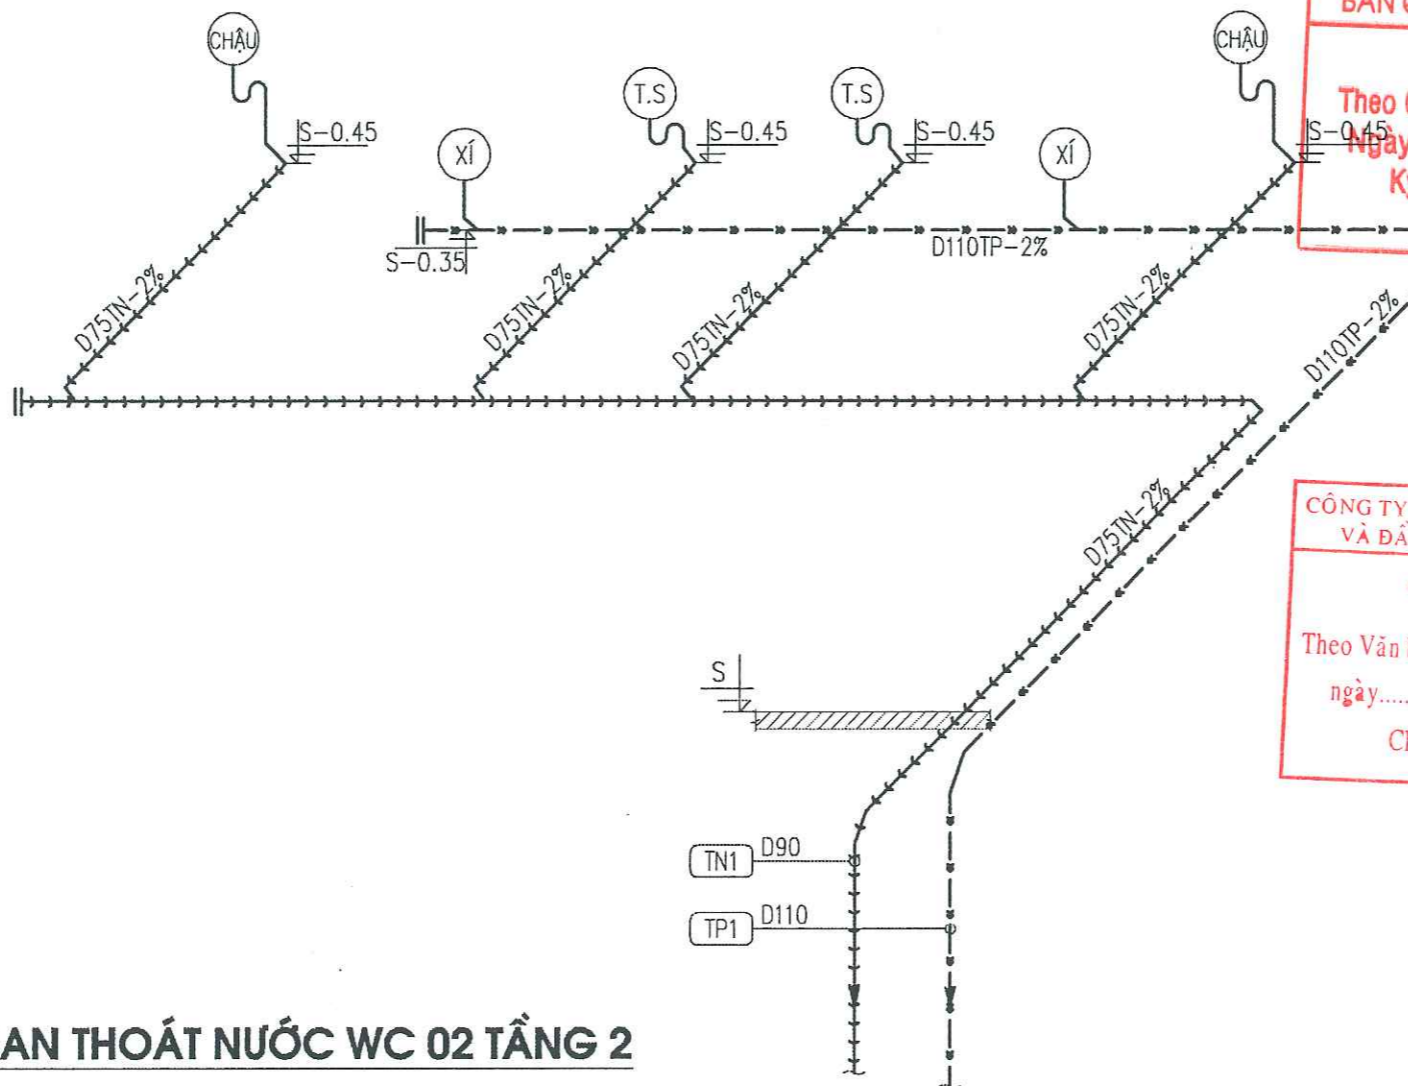 CHẬU
T.S
T.S
CHẬU
BẢN
Theo
Ngày
S-0.45
S-0.45
S-0.45
S-0.45
XÍ
XÍ
S-0.35
D110TP-2%
D75TN-2%
D75TN-2%
D75TN-2%
D75TN-2%
D110TP-2%
D75TN-2%
CÔNG TY
VÀ
Theo Văn
ngày.....
S
TN1 D90
TP1 D110
AN THOÁT NƯỚC WC 02 TẦNG 2